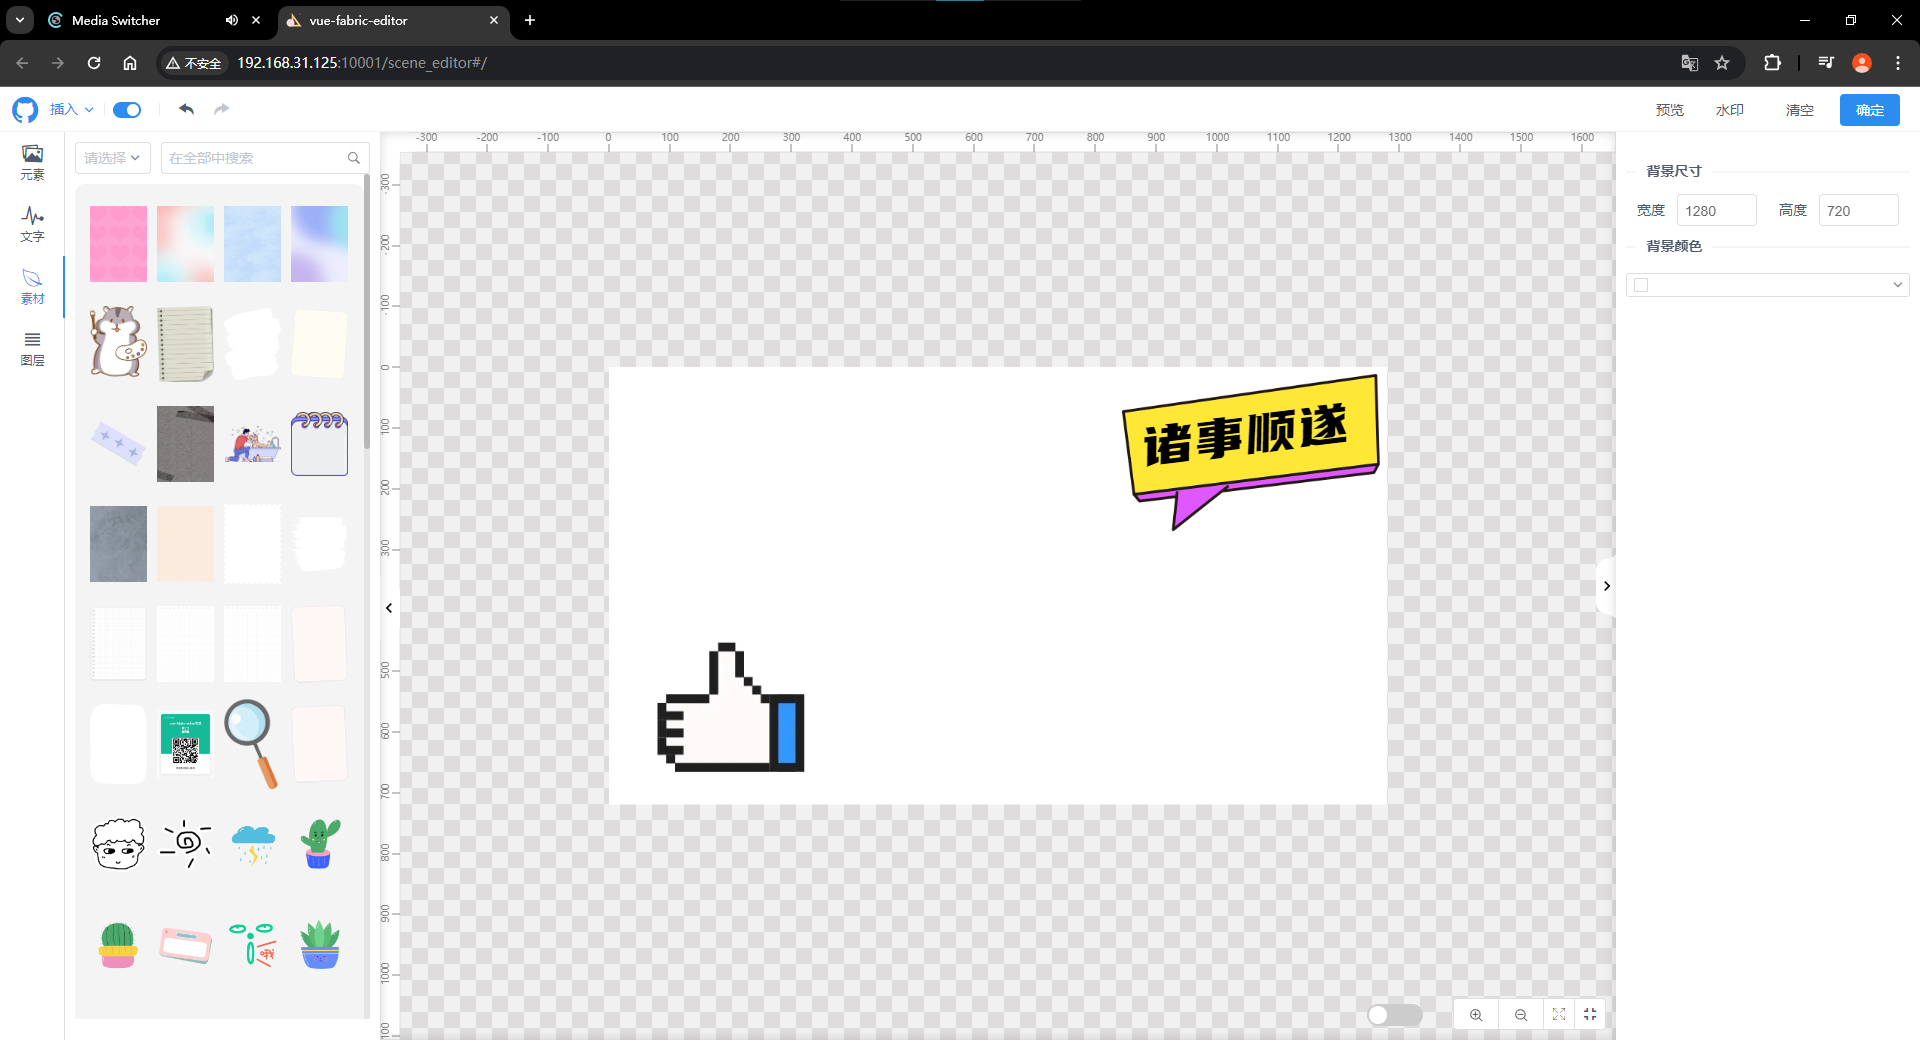 Media Switcher
vue-fabric-editor
不安全
192.168.31.125:10001/scene_editor#/
插入
预览
水印
清空
确定
元素
文字
素材
图层
请选择
在全部中搜索
-300 -200 -100 0 100 200 300 400 500 600 700 800 900 1000 1100 1200 1300 1400 1500 1600
-300
-200
-100
0
100
200
300
500
600
700
800
900
1000
诸事顺遂
背景尺寸
宽度 1280 高度 720
背景颜色